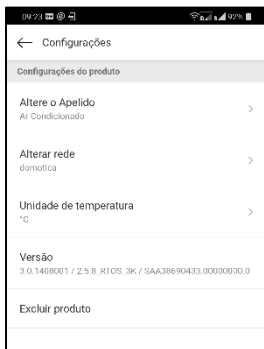 09:23
92%
Configurações
Configurações do produto
Altere o Apelido
Ar Condicionado
Alterar rede
domotica
Unidade de temperatura
°C
Versão
3.0.1408001 / 2.5.8_RTOS_3K / SAA38690433.00000000.0
Excluir produto